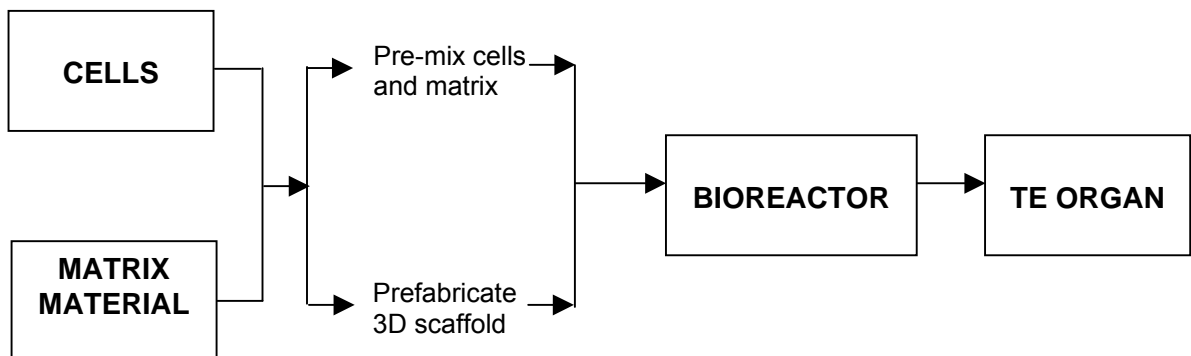 CELLS
Pre-mix cells
and matrix
BIOREACTOR
TE ORGAN
MATRIX
MATERIAL
Prefabricate
3D scaffold